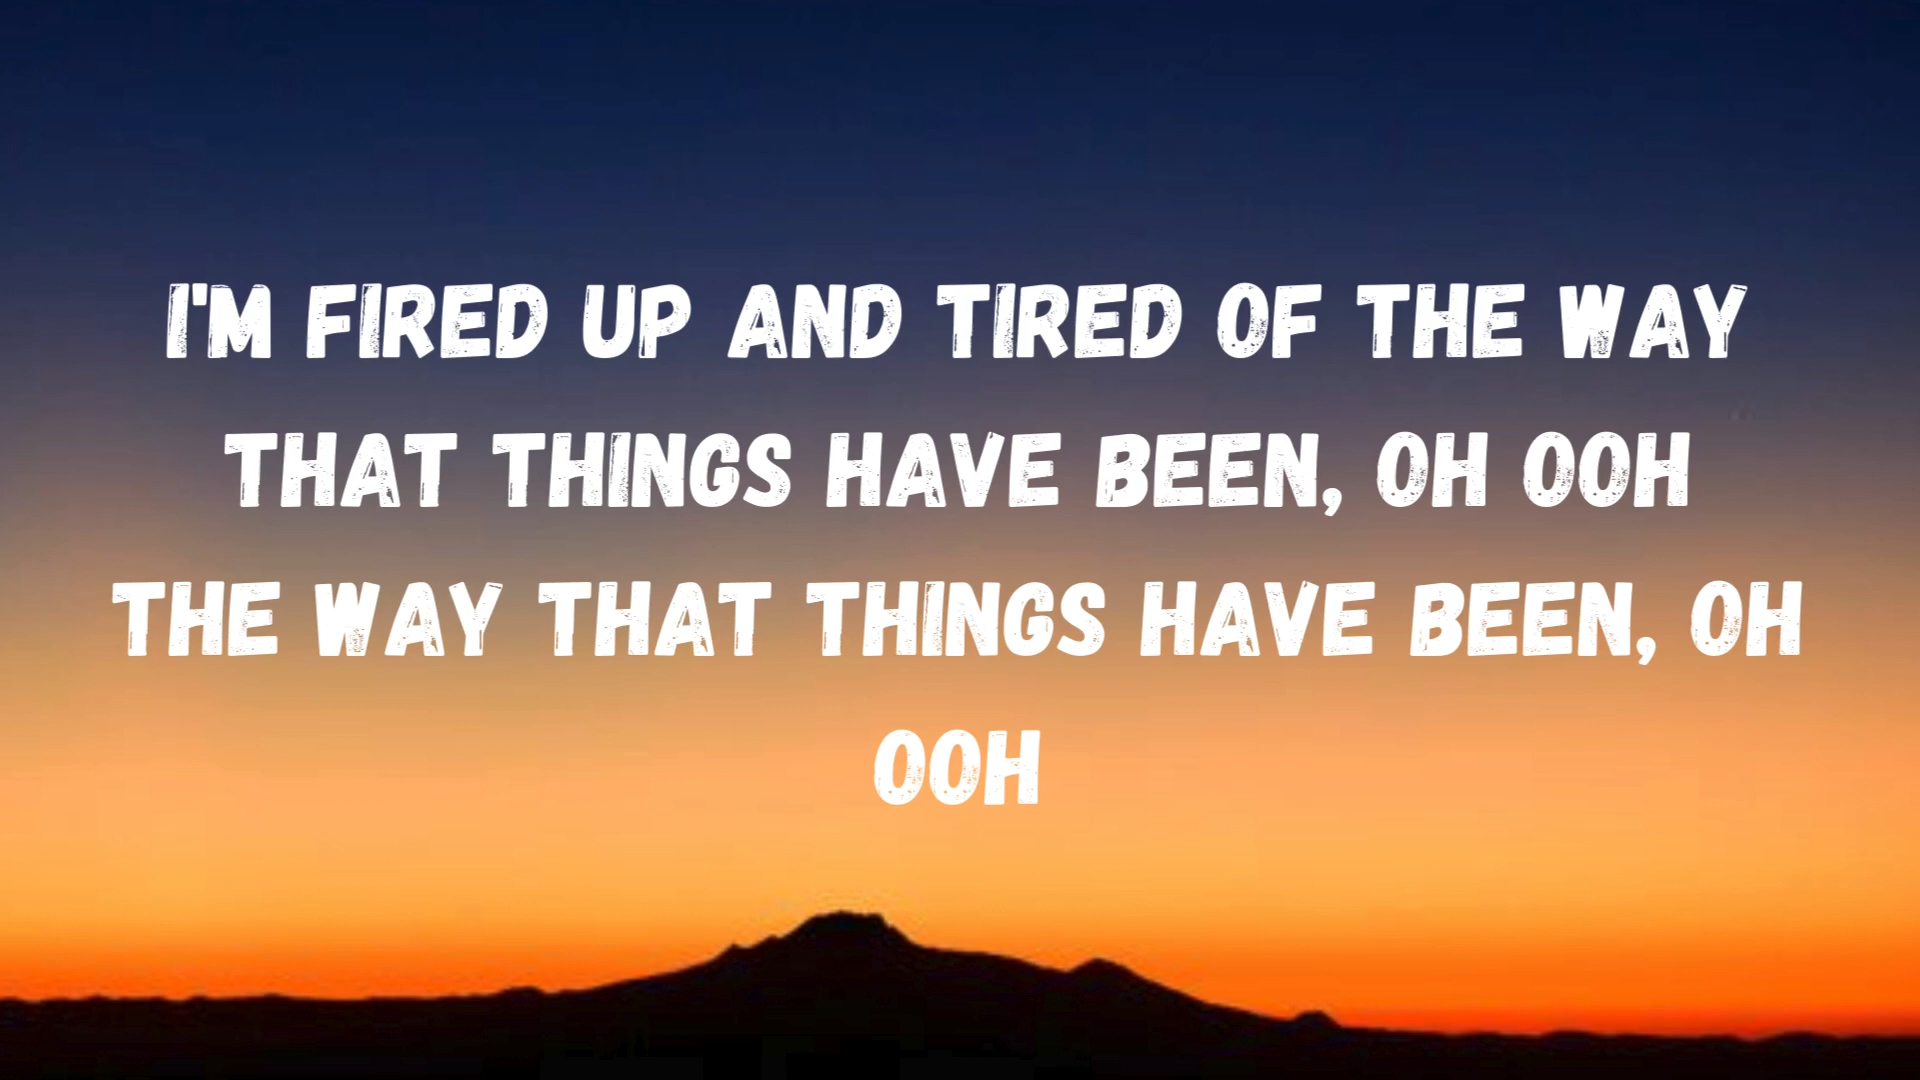 I'M FIRED UP AND TIRED OF THE WAY
THAT THINGS HAVE BEEN, OH OOH
THE WAY THAT THINGS HAVE BEEN, OH
OOH